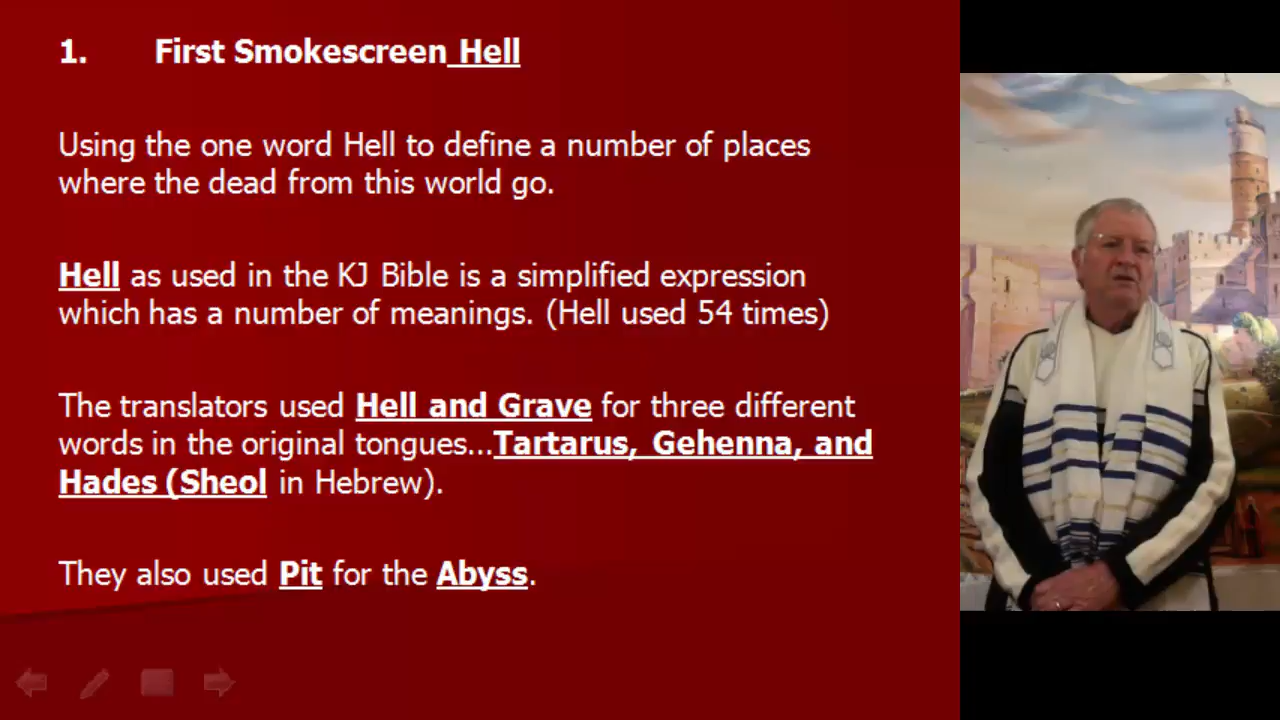 1. First Smokescreen Hell
Using the one word Hell to define a number of places
where the dead from this world go.
Hell as used in the KJ Bible is a simplified expression
which has a number of meanings. (Hell used 54 times)
The translators used Hell and Grave for three different
words in the original tongues...Tartarus, Gehenna, and
Hades (Sheol in Hebrew).
They also used Pit for the Abyss.